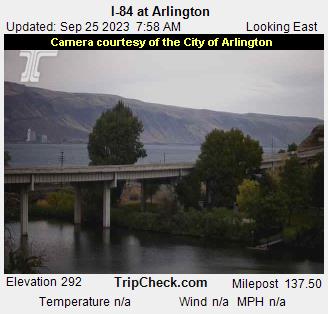 I-84 at Arlington
Updated: Sep 25 2023 7:58 AM Looking East
Camera courtesy of the City of Arlington
Elevation 292 TripCheck.com Milepost 137.50
Temperature n/a Wind n/a MPH n/a